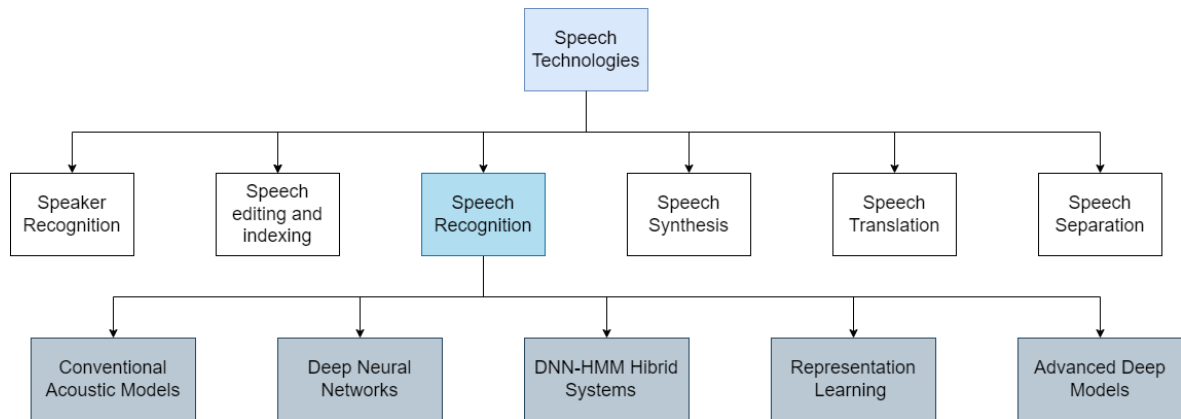 Speech
Technologies
Speaker
Recognition
Speech
editing and
indexing
Speech
Recognition
Speech
Synthesis
Speech
Translation
Speech
Separation
Conventional
Acoustic Models
Deep Neural
Networks
DNN-HMM Hibrid
Systems
Representation
Learning
Advanced Deep
Models